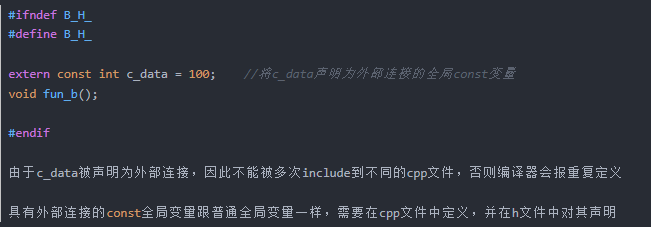 #ifndef B_H_
#define B_H_
extern const int c_data = 100; //将c_data声明为外部连接的全局const变量
void fun_b();
#endif
由于c_data被声明为外部连接，因此不能被多次include到不同的cpp文件，否则编译器会报重复定义
具有外部连接的const全局变量跟普通全局变量一样，需要在cpp文件中定义，并在h文件中对其声明